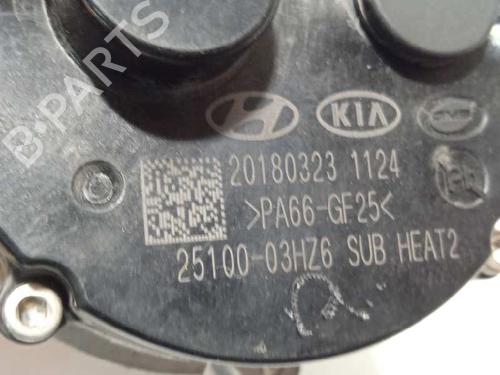 B-PARTS
KIA
20180323 1124
>PA66-GF25<
25100-03HZ6 SUB HEAT2